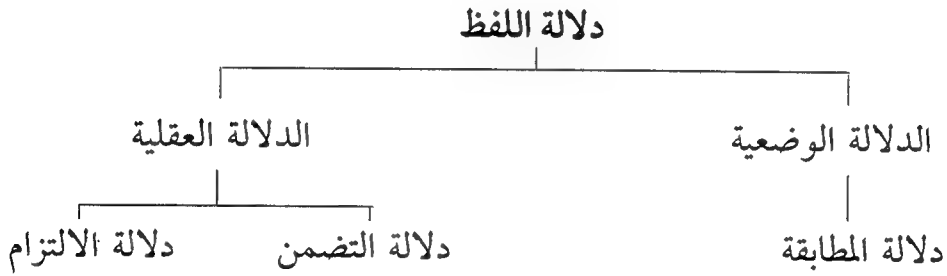 دلالة اللفظ
الدلالة الوضعية الدلالة العقلية
دلالة المطابقة دلالة التضمن دلالة الالتزام